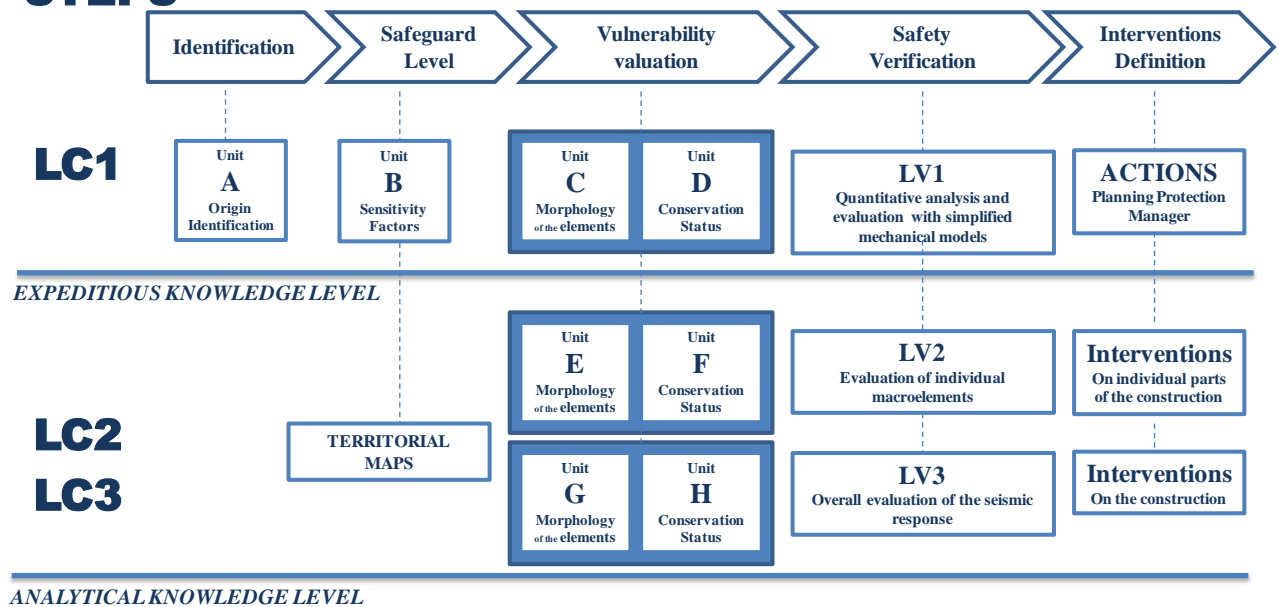 STEPS
Identification
Safeguard
Level
Vulnerability
valuation
Safety
Verification
Interventions
Definition
LC1
Unit
A
Origin
Identification
Unit
B
Sensitivity
Factors
Unit
C
Morphology
of the elements
Unit
D
Conservation
Status
LV1
Quantitative analysis and
evaluation with simplified
mechanical models
ACTIONS
Planning Protection
Manager
EXPEDITIOUS KNOWLEDGE LEVEL
LC2
LC3
TERRITORIAL
MAPS
Unit
E
Morphology
of the elements
Unit
F
Conservation
Status
LV2
Evaluation of individual
macroelements
Interventions
On individual parts
of the construction
Unit
G
Morphology
of the elements
Unit
H
Conservation
Status
LV3
Overall evaluation of the seismic
response
Interventions
On the construction
ANALYTICAL KNOWLEDGE LEVEL